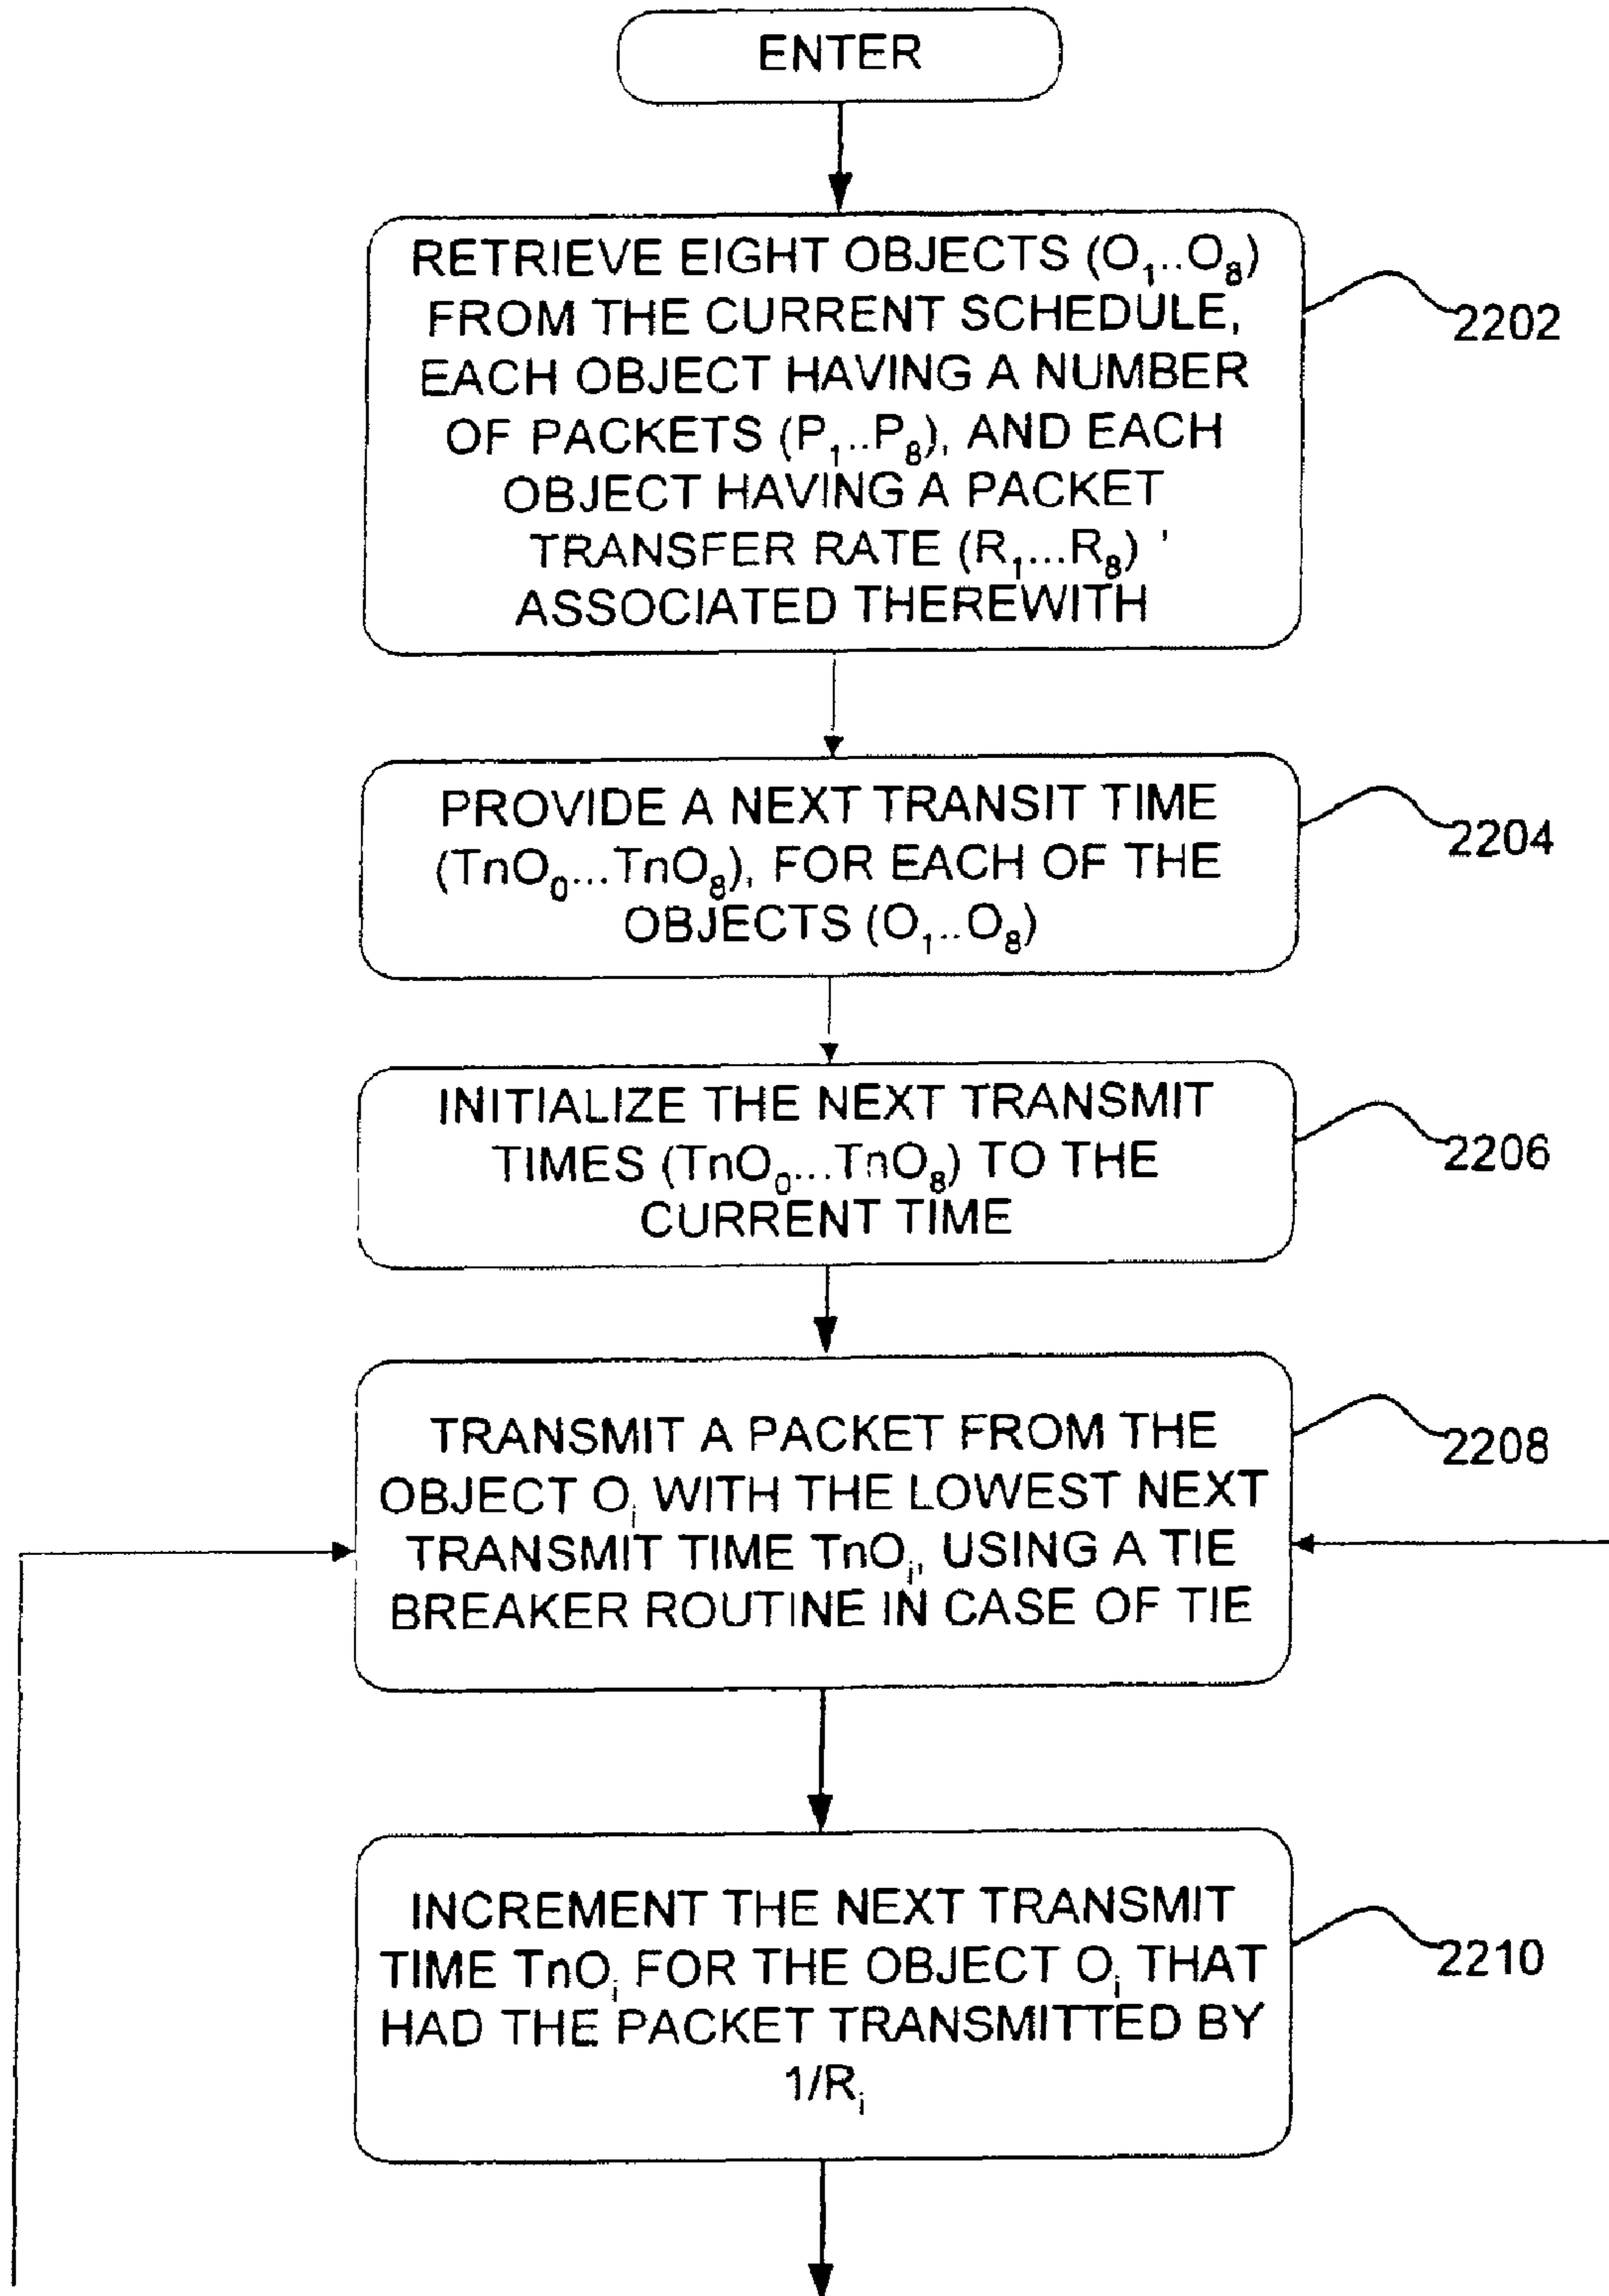 ENTER
RETRIEVE EIGHT OBJECTS (O₁..O₈)
FROM THE CURRENT SCHEDULE,
EACH OBJECT HAVING A NUMBER
OF PACKETS (P₁..P₈), AND EACH
OBJECT HAVING A PACKET
TRANSFER RATE (R₁...R₈) '
ASSOCIATED THEREWITH
2202
PROVIDE A NEXT TRANSIT TIME
(TnO₀...TnO₈), FOR EACH OF THE
OBJECTS (O₁..O₈)
2204
INITIALIZE THE NEXT TRANSMIT
TIMES (TnO₀...TnO₈) TO THE
CURRENT TIME
2206
TRANSMIT A PACKET FROM THE
OBJECT Oᵢ WITH THE LOWEST NEXT
TRANSMIT TIME TnOᵢ, USING A TIE
BREAKER ROUTINE IN CASE OF TIE
2208
INCREMENT THE NEXT TRANSMIT
TIME TnOᵢ FOR THE OBJECT Oᵢ THAT
HAD THE PACKET TRANSMITTED BY
1/Rᵢ
2210